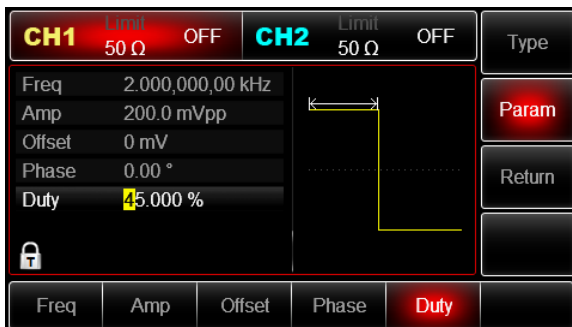 CH1 Limit 50 Ω OFF CH2 Limit 50 Ω OFF
Type
Freq 2.000,000,00 kHz
Amp 200.0 mVpp
Offset 0 mV
Phase 0.00 °
Duty 45.000 %
T
Param
Return
Freq Amp Offset Phase Duty